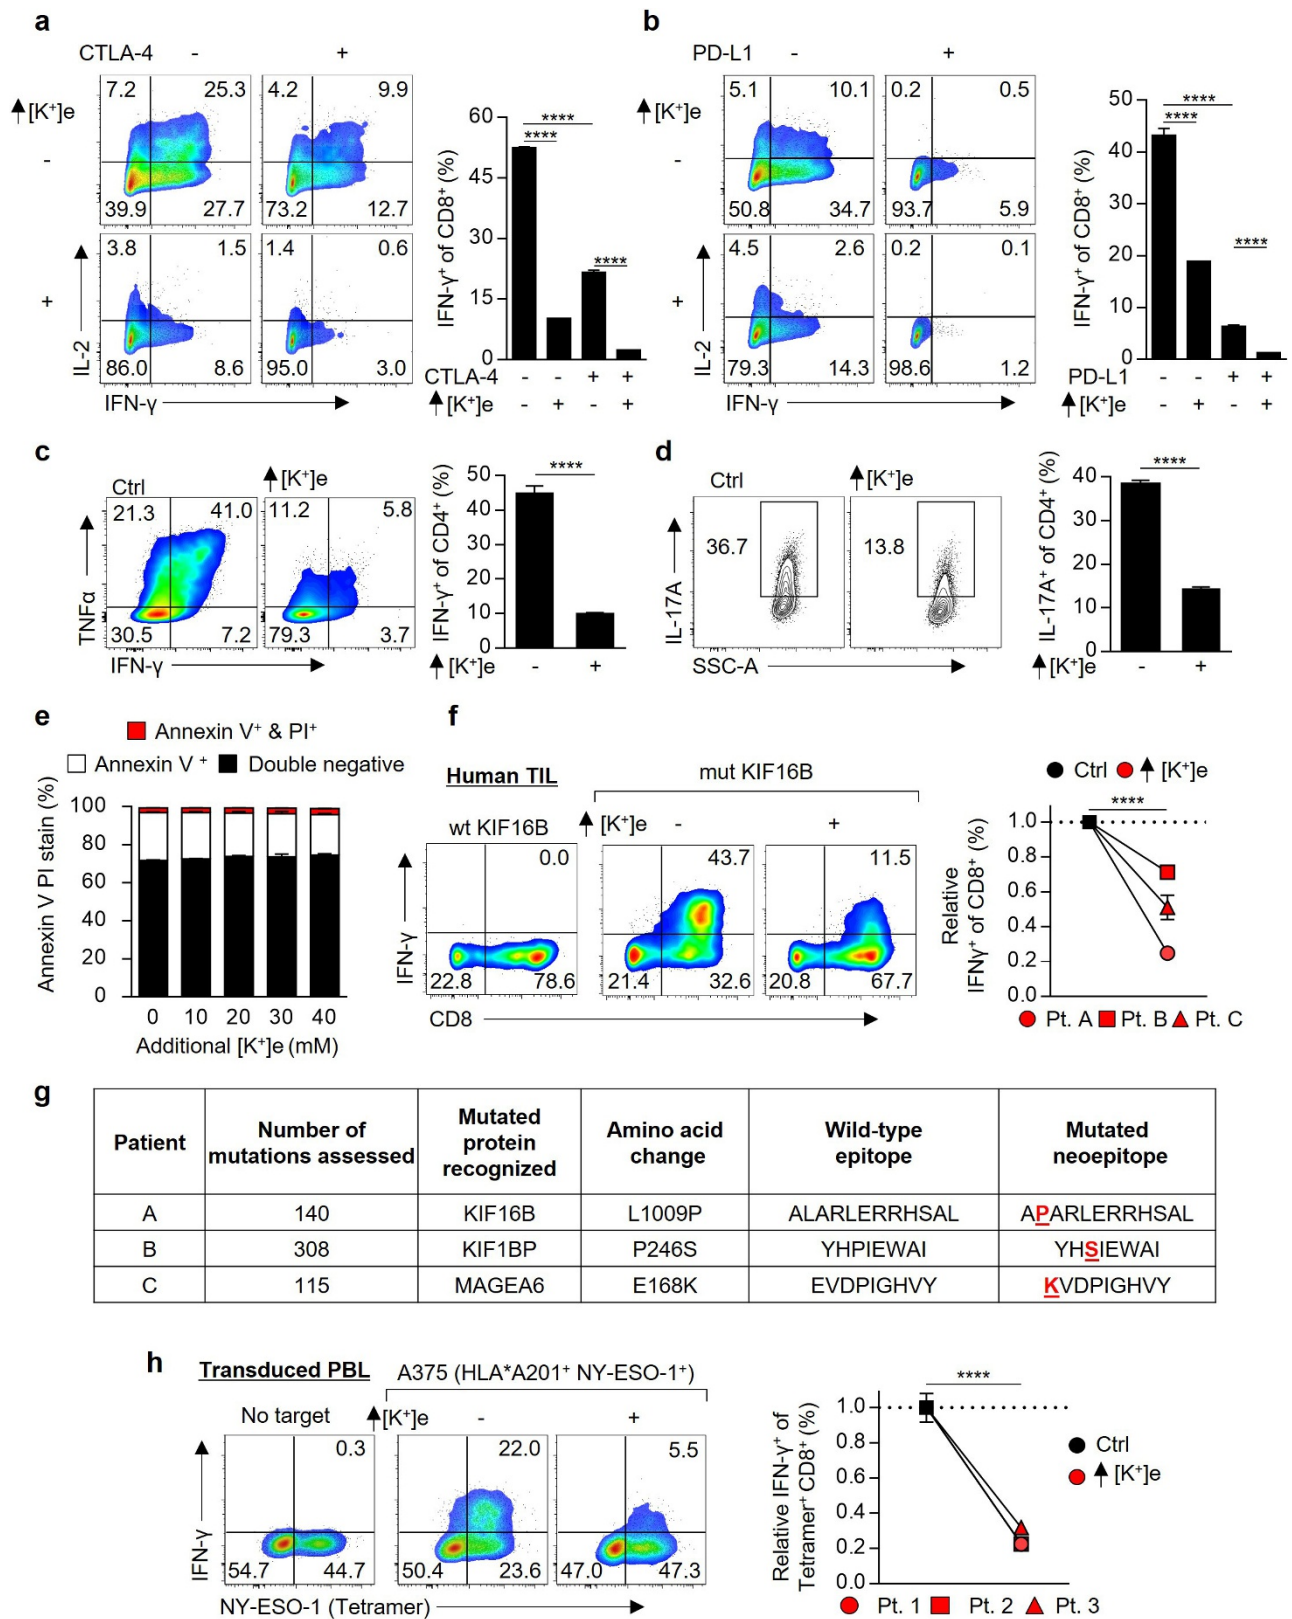 a
CTLA-4 - +
↑[K⁺]e
-
7.2 25.3
39.9 27.7
4.2 9.9
73.2 12.7
+
3.8 1.5
86.0 8.6
1.4 0.6
95.0 3.0
IL-2
IFN-γ
IFN-γ⁺ of CD8⁺ (%)
60
45
30
15
0
****
****
****
CTLA-4 - - + +
↑[K⁺]e - + - +
b
PD-L1 - +
↑[K⁺]e
-
5.1 10.1
50.8 34.7
0.2 0.5
93.7 5.9
+
4.5 2.6
79.3 14.3
0.2 0.1
98.6 1.2
IL-2
IFN-γ
IFN-γ⁺ of CD8⁺ (%)
50
40
30
20
10
0
****
****
****
PD-L1 - - + +
↑[K⁺]e - + - +
c
Ctrl
↑[K⁺]e
21.3 41.0
30.5 7.2
11.2 5.8
79.3 3.7
TNFα
IFN-γ
IFN-γ⁺ of CD4⁺ (%)
50
40
30
20
10
0
****
↑[K⁺]e - +
d
Ctrl
↑[K⁺]e
36.7
13.8
IL-17A
SSC-A
IL-17A⁺ of CD4⁺ (%)
40
30
20
10
0
****
↑[K⁺]e - +
e
Annexin V⁺ & PI⁺
Annexin V ⁺ Double negative
Annexin V PI stain (%)
100
80
60
40
20
0
0 10 20 30 40
Additional [K⁺]e (mM)
f
Human TIL
mut KIF16B
wt KIF16B
↑[K⁺]e - +
0.0
22.8 78.6
43.7
21.4 32.6
11.5
20.8 67.7
IFN-γ
CD8
Ctrl ↑[K⁺]e
****
Relative
IFNγ⁺ of CD8⁺ (%)
1.0
0.8
0.6
0.4
0.2
0.0
Pt. A Pt. B Pt. C
g
Patient Number of mutations assessed Mutated protein recognized Amino acid change Wild-type epitope Mutated neoepitope
A 140 KIF16B L1009P ALARLERRHSAL APARLERRHSAL
B 308 KIF1BP P246S YHPIEWAI YHSIEWAI
C 115 MAGEA6 E168K EVDPIGHVY KVDPIGHVY
h
Transduced PBL
A375 (HLA*A201⁺ NY-ESO-1⁺)
No target
↑[K⁺]e - +
0.3
54.7 44.7
22.0
50.4 23.6
5.5
47.0 47.3
IFN-γ
NY-ESO-1 (Tetramer)
****
Relative IFN-γ⁺ of
Tetramer⁺ CD8⁺ (%)
1.0
0.8
0.6
0.4
0.2
0.0
Ctrl
↑[K⁺]e
Pt. 1 Pt. 2 Pt. 3